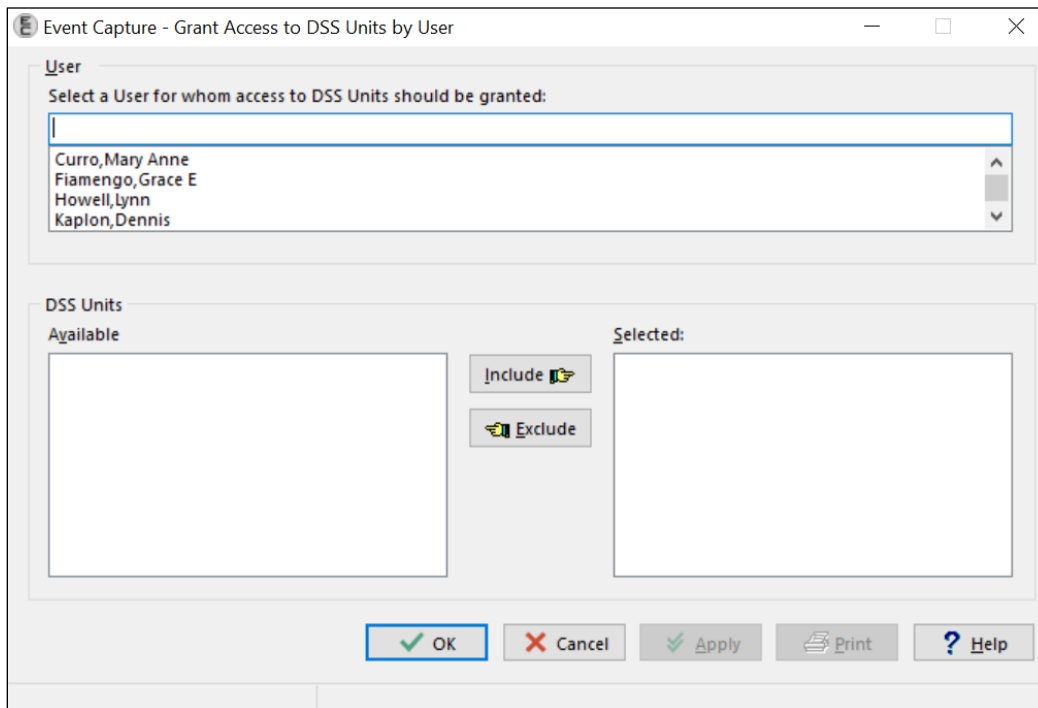 Event Capture - Grant Access to DSS Units by User
User
Select a User for whom access to DSS Units should be granted:
Curro,Mary Anne
Fiamengo,Grace E
Howell,Lynn
Kaplon,Dennis
DSS Units
Available
Selected:
Include
Exclude
OK
Cancel
Apply
Print
? Help